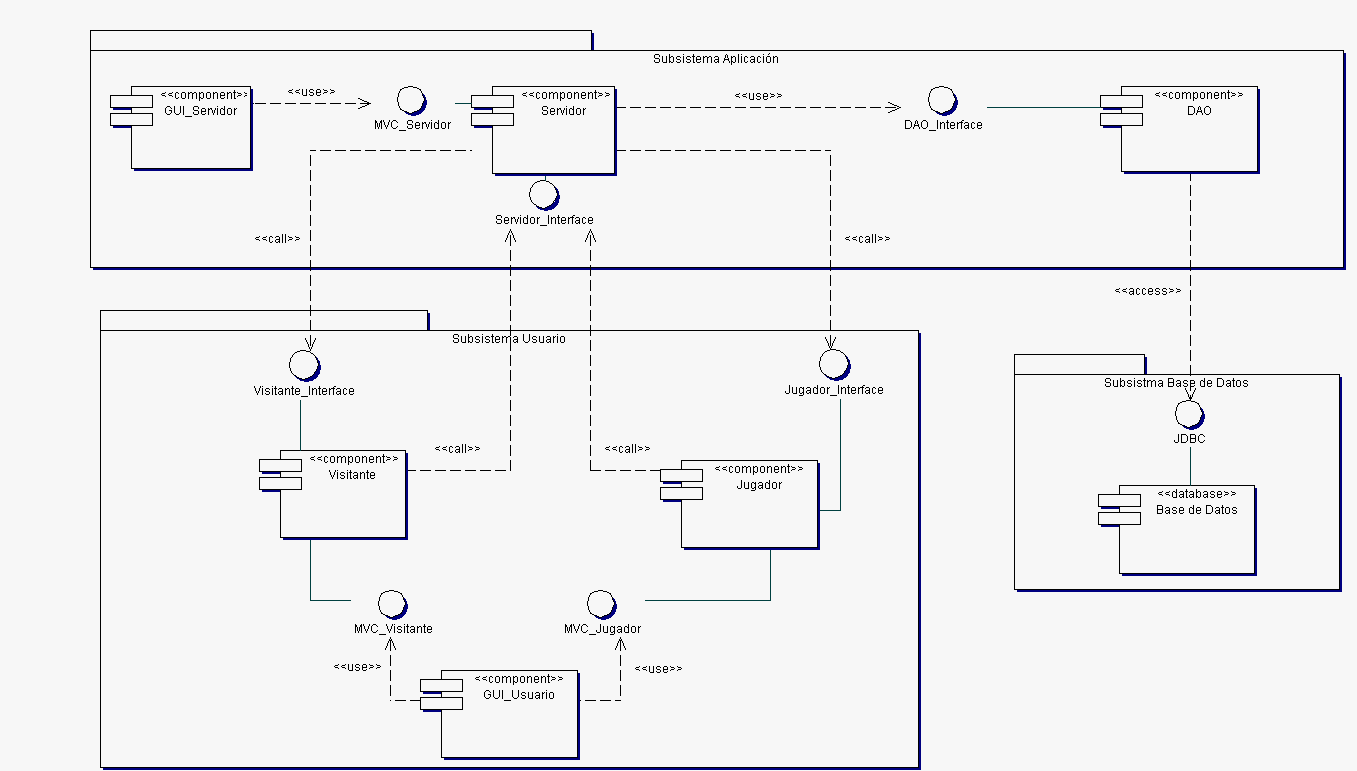 Subsistema Aplicación
<<component>>
GUI_Servidor
<<use>>
MVC_Servidor
<<component>>
Servidor
<<use>>
DAO_Interface
<<component>>
DAO
Servidor_Interface
<<call>>
<<call>>
<<access>>
Subsistema Usuario
Visitante_Interface
Jugador_Interface
Subsistma Base de Datos
JDBC
<<call>>
<<call>>
<<component>>
Visitante
<<component>>
Jugador
<<database>>
Base de Datos
MVC_Visitante
MVC_Jugador
<<use>>
<<use>>
<<component>>
GUI_Usuario